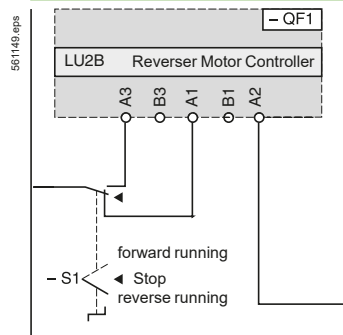 561149.eps
– QF1
LU2B Reverser Motor Controller
A3 B3 A1 B1 A2
forward running
– S1 Stop
reverse running